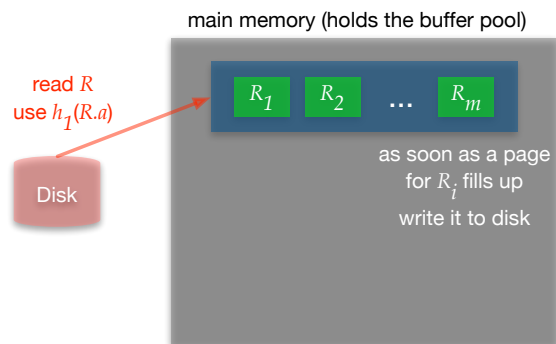 main memory (holds the buffer pool)
read R
use h₁(R.a)
R₁ R₂ ... Rₘ
as soon as a page
for Rᵢ fills up
write it to disk
Disk